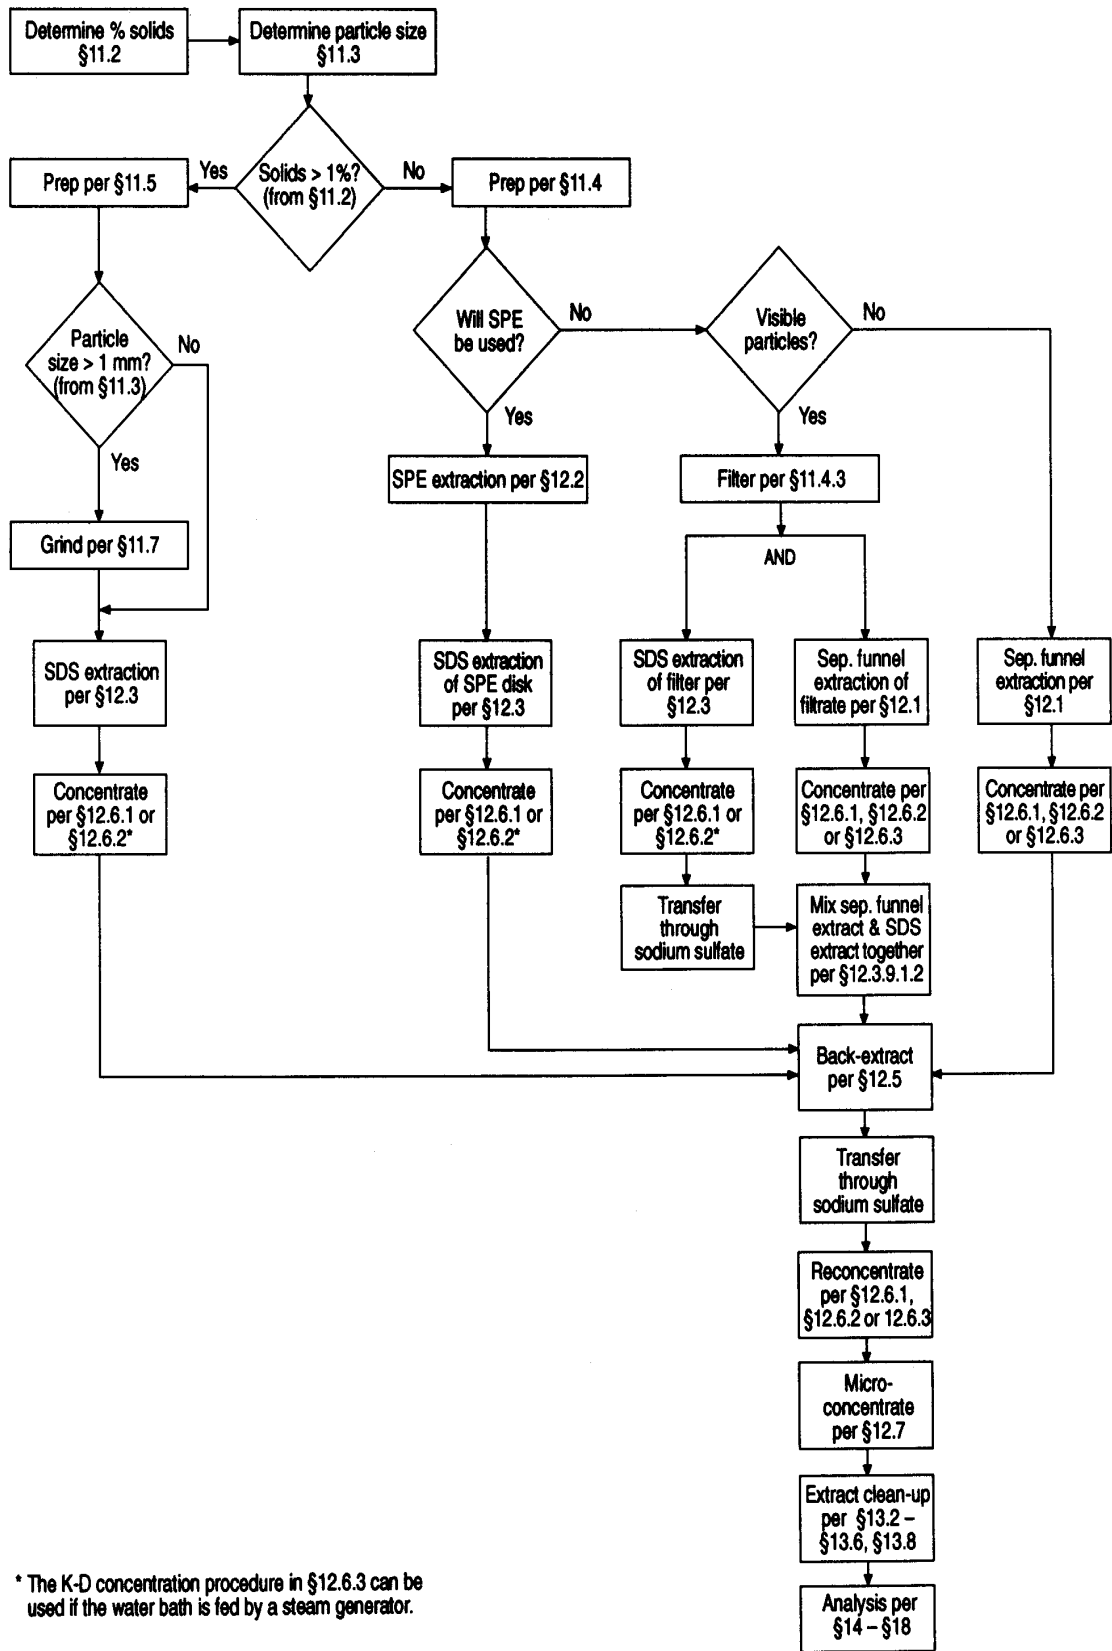 Determine % solids
§11.2
Determine particle size
§11.3
Solids > 1%?
(from §11.2)
Yes
No
Prep per §11.5
Prep per §11.4
Particle
size > 1 mm?
(from §11.3)
No
Yes
Will SPE
be used?
No
Yes
Visible
particles?
No
Yes
Grind per §11.7
SPE extraction per §12.2
Filter per §11.4.3
AND
SDS extraction
per §12.3
SDS extraction
of SPE disk
per §12.3
SDS extraction
of filter per
§12.3
Sep. funnel
extraction of
filtrate per §12.1
Sep. funnel
extraction per
§12.1
Concentrate
per §12.6.1 or
§12.6.2*
Concentrate
per §12.6.1 or
§12.6.2*
Concentrate
per §12.6.1 or
§12.6.2*
Concentrate per
§12.6.1, §12.6.2
or §12.6.3
Concentrate per
§12.6.1, §12.6.2
or §12.6.3
Transfer
through
sodium sulfate
Mix sep. funnel
extract & SDS
extract together
per §12.3.9.1.2
Back-extract
per §12.5
Transfer
through
sodium sulfate
Reconcentrate
per §12.6.1,
§12.6.2 or 12.6.3
Micro-
concentrate
per §12.7
Extract clean-up
per §13.2 –
§13.6, §13.8
Analysis per
§14 – §18
* The K-D concentration procedure in §12.6.3 can be
used if the water bath is fed by a steam generator.